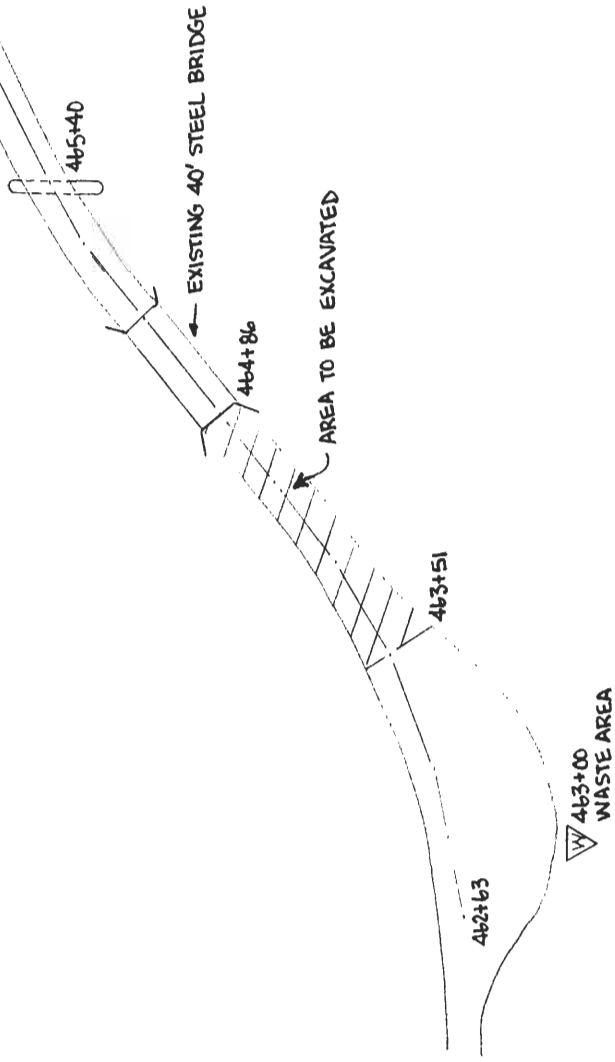 465+40
EXISTING 40' STEEL BRIDGE
464+86
AREA TO BE EXCAVATED
463+51
W 463+00
WASTE AREA
462+63